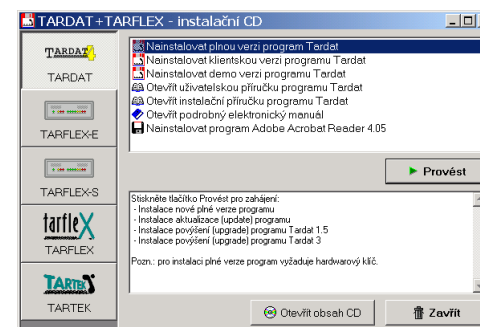 TARDAT+TARFLEX - instalační CD
TARDAT
TARDAT
TARFLEX-E
TARFLEX-S
tarfleX
TARFLEX
TARTEK
TARTEK
Nainstalovat plnou verzi program Tardat
Nainstalovat klientskou verzi programu Tardat
Nainstalovat demo verzi programu Tardat
Otevřit uživatelskou příručku programu Tardat
Otevřit instalační příručku programu Tardat
Otevřit podrobný elektronický manuál
Nainstalovat program Adobe Acrobat Reader 4.05
Provést
Stiskněte tlačítko Provést pro zahájení:
- Instalace nové plné verze programu
- Instalace aktualizace (update) programu
- Instalace povýšení (upgrade) programu Tardat 1.5
- Instalace povýšení (upgrade) programu Tardat 3
Pozn.: pro instalaci plné verze program vyžaduje hardwarový klíč.
Otevřít obsah CD
Zavřít